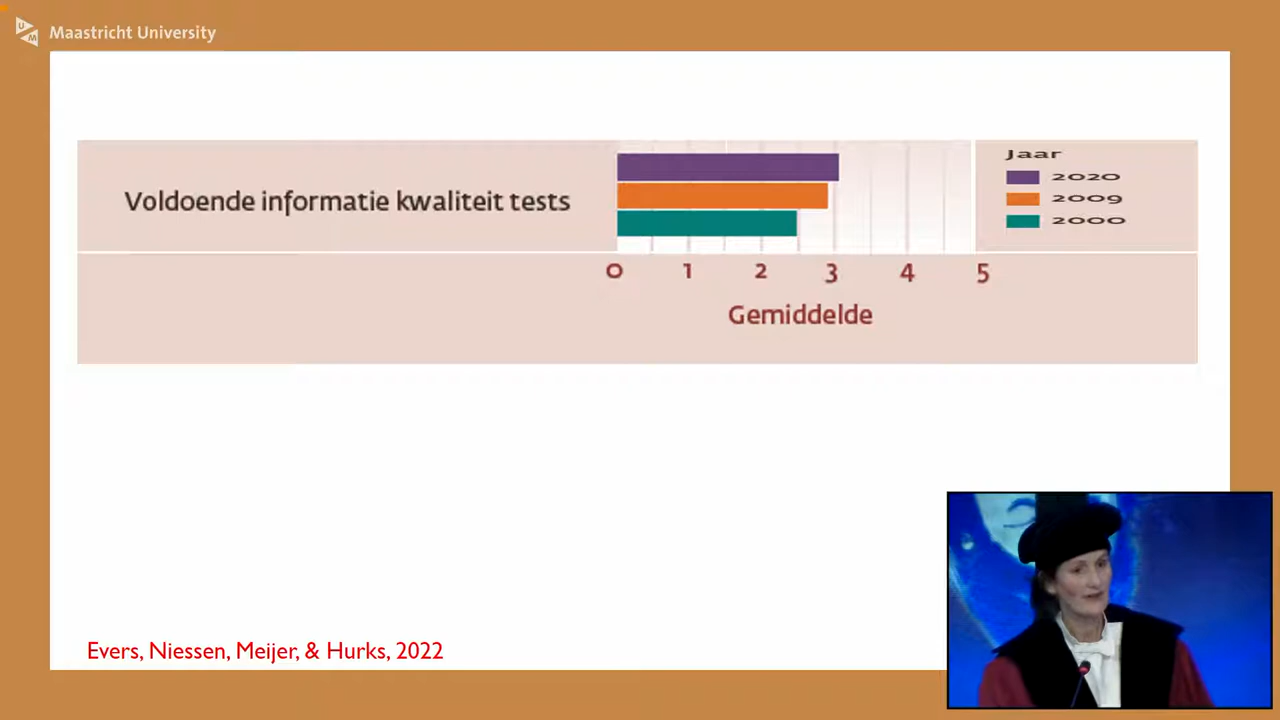 Maastricht University
Voldoende informatie kwaliteit tests
Jaar
2020
2009
2000
0 1 2 3 4 5
Gemiddelde
Evers, Niessen, Meijer, & Hurks, 2022